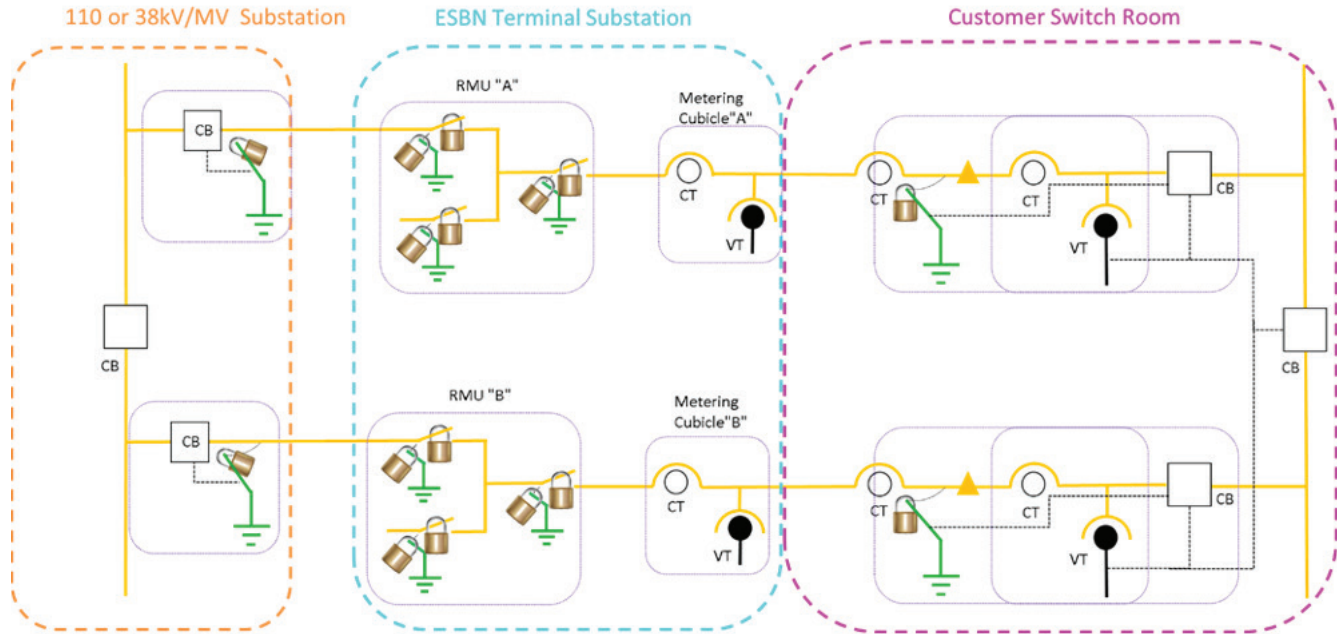 110 or 38kV/MV  Substation
ESBN Terminal Substation
Customer Switch Room
RMU "A"
Metering
Cubicle"A"
CB
CT
VT
CT
CT
VT
CB
CB
CB
RMU "B"
Metering
Cubicle"B"
CB
CT
VT
CT
CT
VT
CB